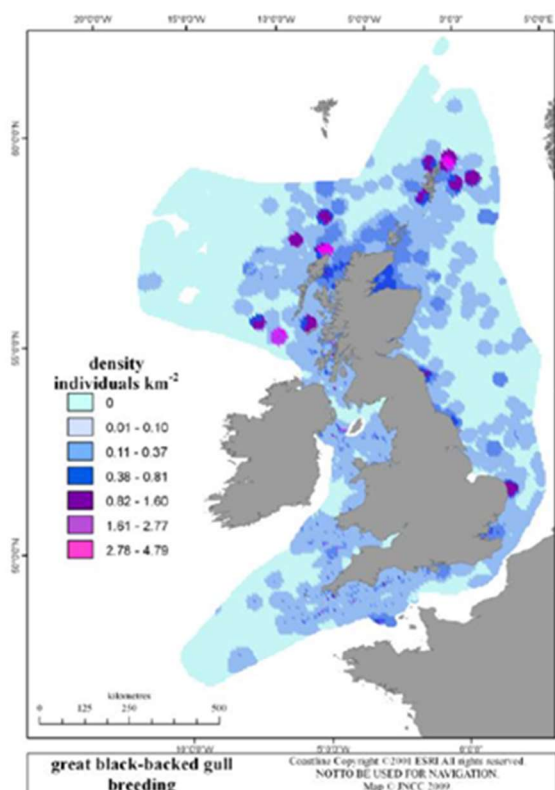 20°0'0"W 10°0'0"W 5°0'0"W 0°0'0" 5°0'0"E
60°0'0"N
55°0'0"N
50°0'0"N
density
individuals km⁻²
0
0.01 - 0.10
0.11 - 0.37
0.38 - 0.81
0.82 - 1.60
1.61 - 2.77
2.78 - 4.79
kilometres
0 125 250 500
10°0'0"W 5°0'0"W 0°0'0"
great black-backed gull
breeding
Coastline Copyright ©2001 ESRI All rights reserved.
NOT TO BE USED FOR NAVIGATION.
Map © JNCC 2009